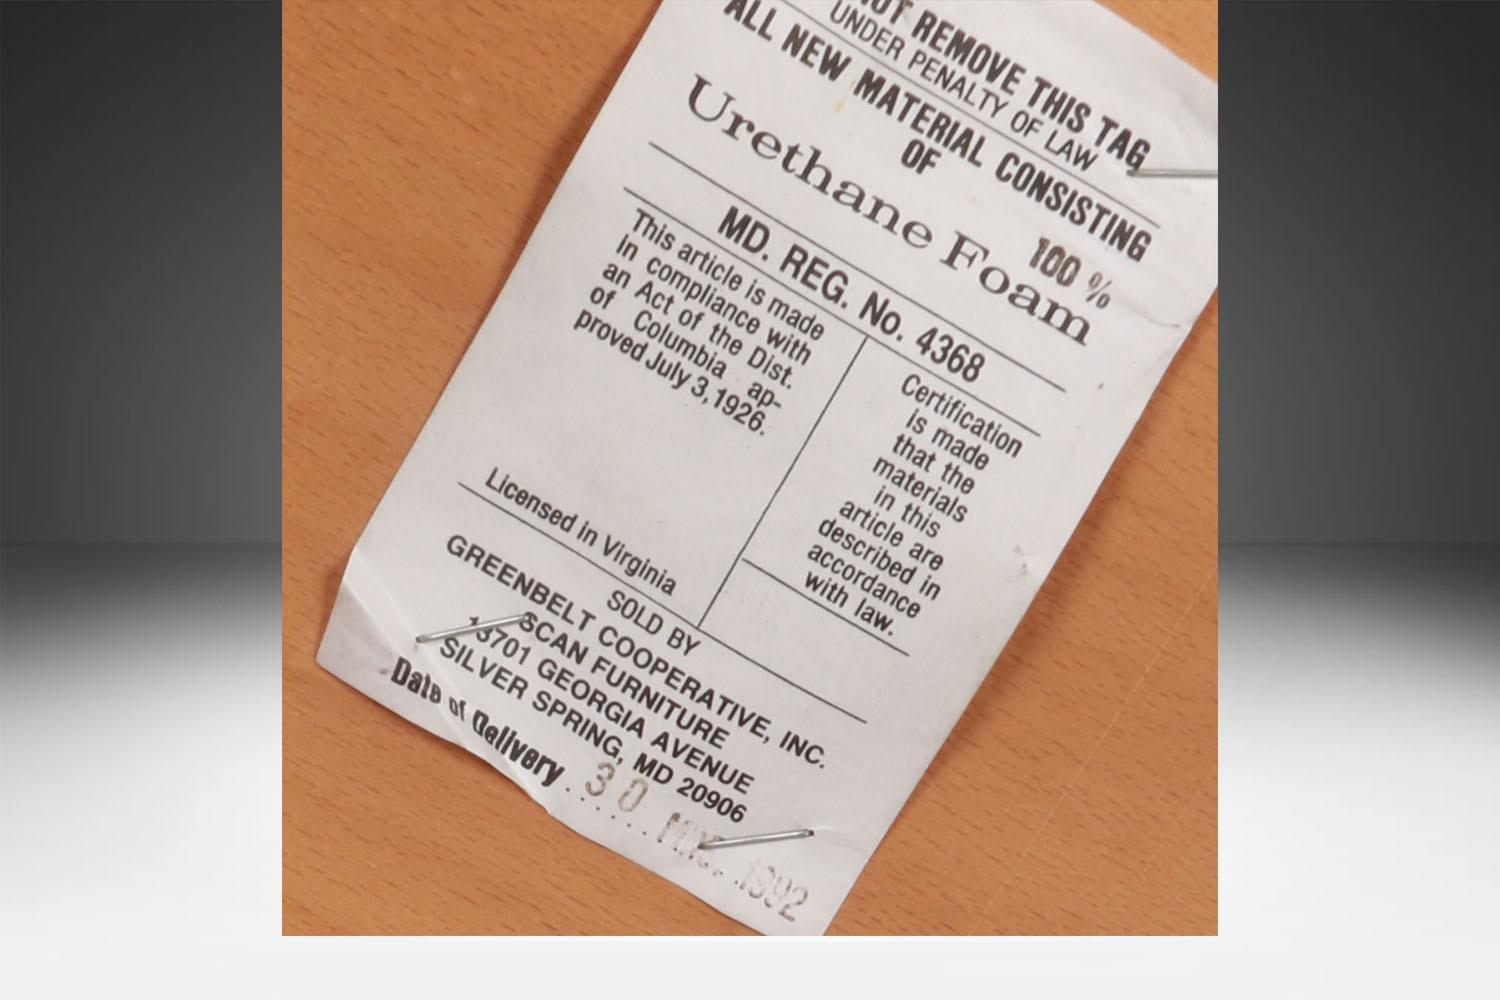 NOT REMOVE THIS TAG
UNDER PENALTY OF LAW
ALL NEW MATERIAL CONSISTING
OF
100 %
Urethane Foam
MD. REG. No. 4368
This article is made
in compliance with
an Act of the Dist.
of Columbia ap-
proved July 3, 1926.
Certification
is made
that the
materials
in this
article are
described in
accordance
with law.
Licensed in Virginia
SOLD BY
GREENBELT COOPERATIVE, INC.
SCAN FURNITURE
13701 GEORGIA AVENUE
SILVER SPRING, MD 20906
Date of Delivery 30 1992